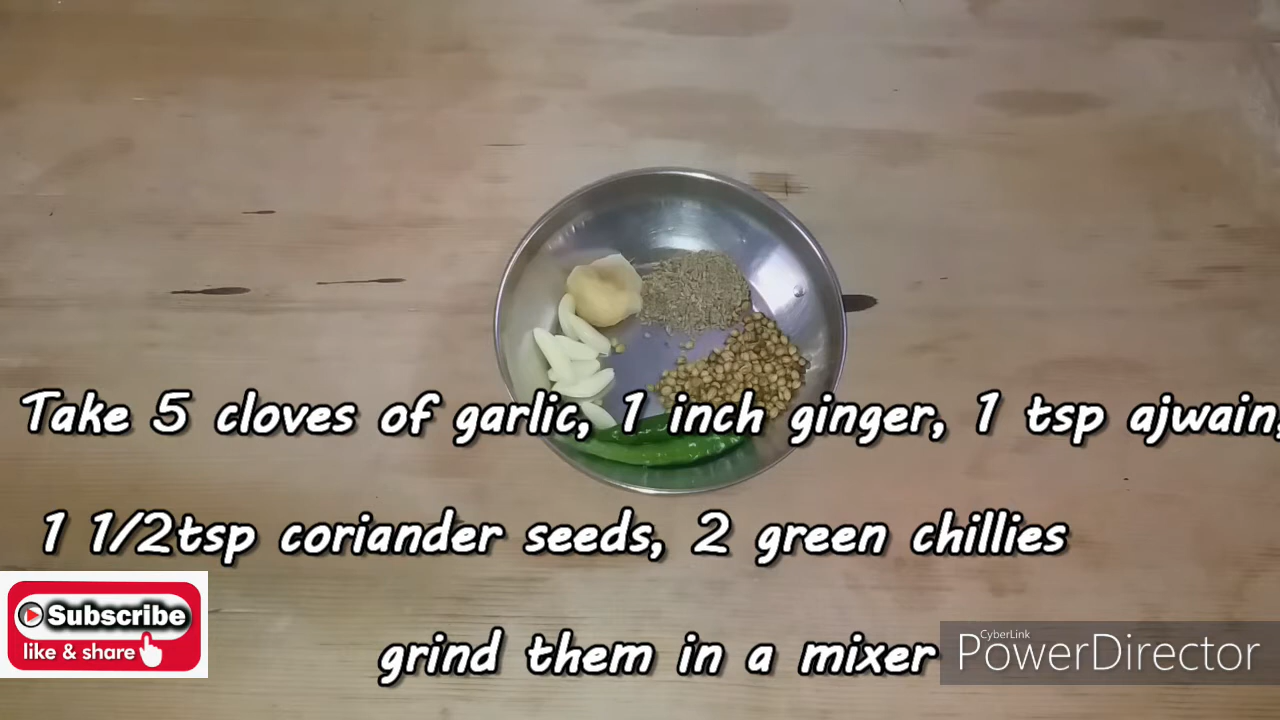 Take 5 cloves of garlic, 1 inch ginger, 1 tsp ajwain,
1 1/2tsp coriander seeds, 2 green chillies
grind them in a mixer
Subscribe
like & share
CyberLink
PowerDirector